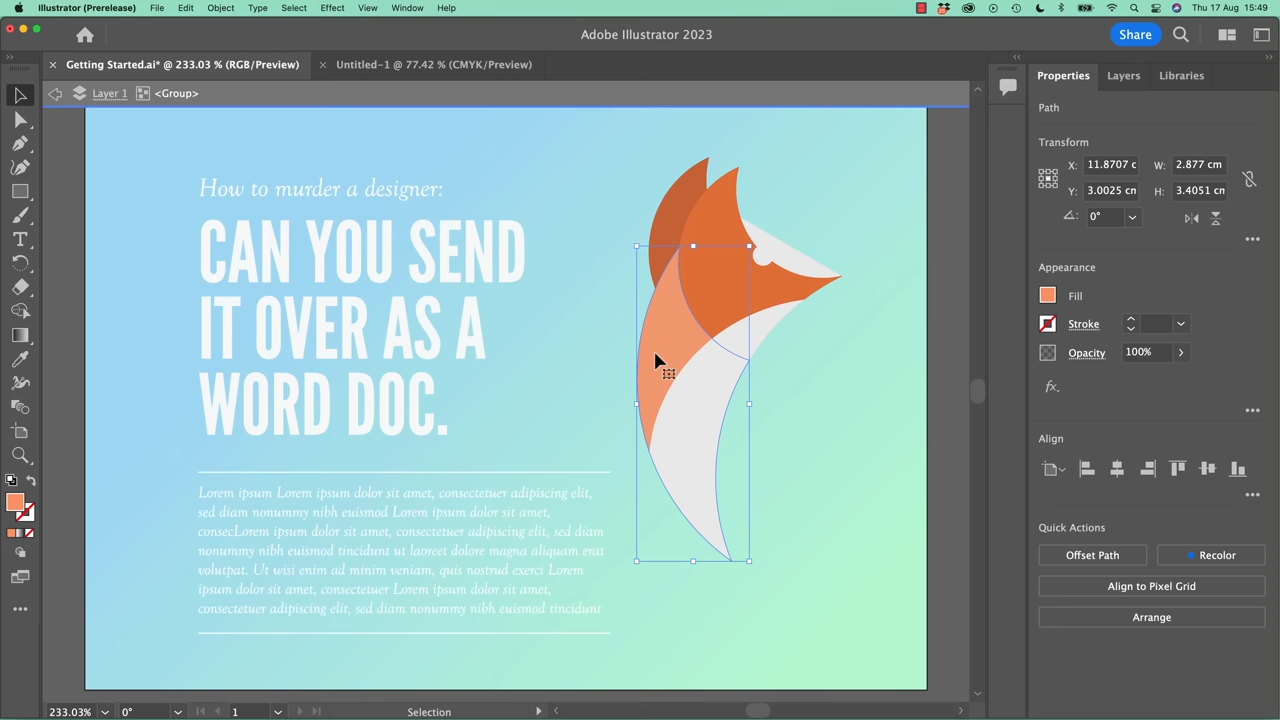 Illustrator (Prerelease) File Edit Object Type Select Effect View Window Help Thu 17 Aug 15:49
Adobe Illustrator 2023
Share
Getting Started.ai* @ 233.03 % (RGB/Preview)
Untitled-1 @ 77.42 % (CMYK/Preview)
Properties Layers Libraries
Layer 1 <Group>
Path
Transform
X: 11.8707 c W: 2.877 cm
Y: 3.0025 cm H: 3.4051 cm
0°
Appearance
Fill
Stroke
Opacity 100%
fx.
Align
Quick Actions
Offset Path Recolor
Align to Pixel Grid
Arrange
How to murder a designer:
CAN YOU SEND
IT OVER AS A
WORD DOC.
Lorem ipsum Lorem ipsum dolor sit amet, consectetuer adipiscing elit,
sed diam nonummy nibh euismod Lorem ipsum dolor sit amet,
consecLorem ipsum dolor sit amet, consectetuer adipiscing elit, sed diam
nonummy nibh euismod tincidunt ut laoreet dolore magna aliquam erat
volutpat. Ut wisi enim ad minim veniam, quis nostrud exerci Lorem
ipsum dolor sit amet, consectetuer Lorem ipsum dolor sit amet,
consectetuer adipiscing elit, sed diam nonummy nibh euismod tincidunt
233.03% 0° 1 Selection